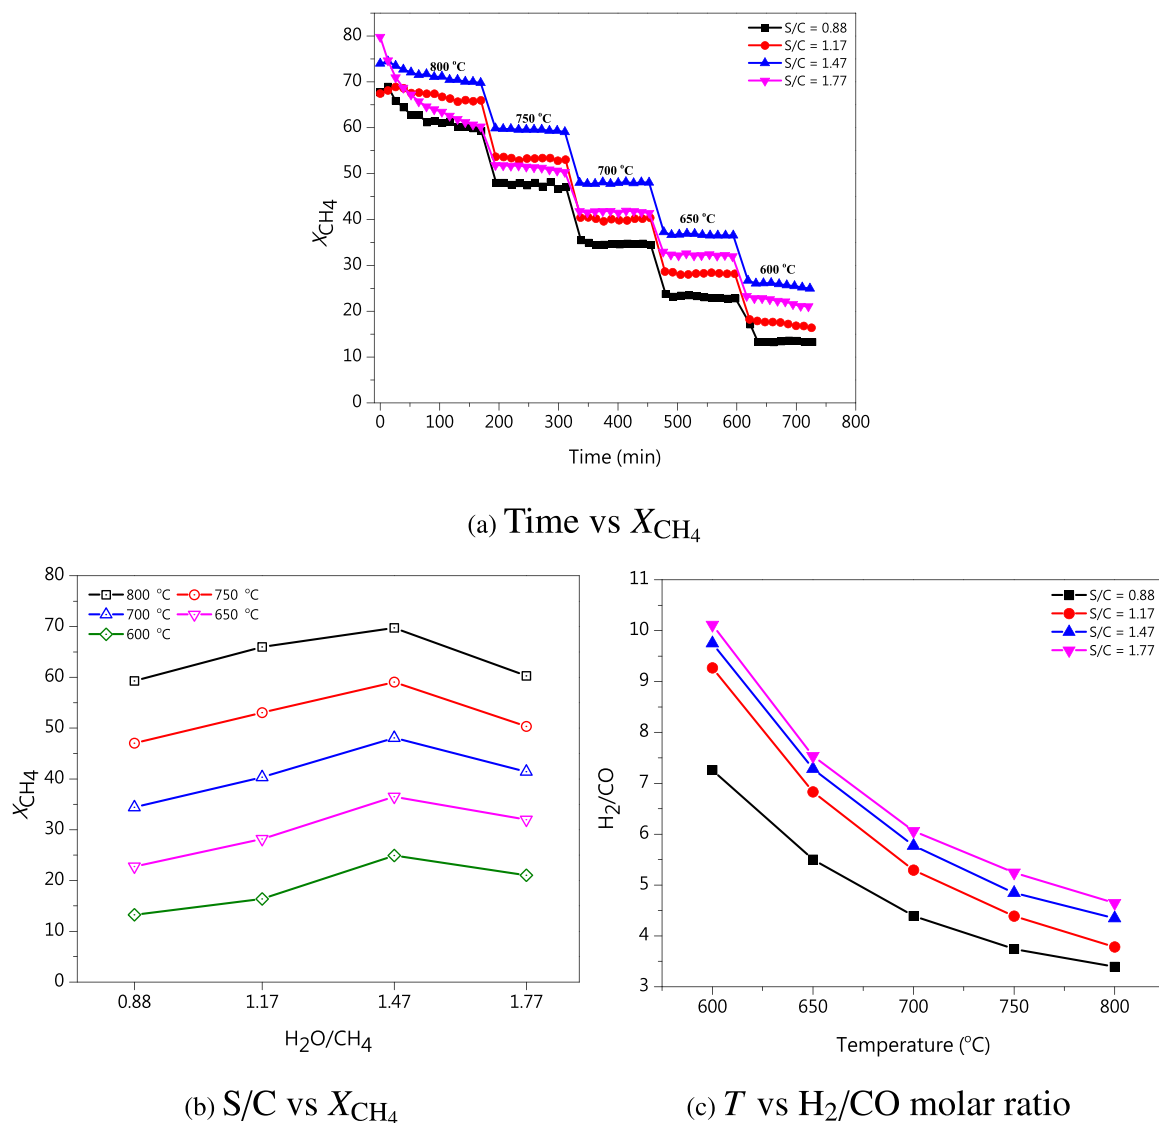 80
70
60
50
40
30
20
10
0
X_CH4
S/C = 0.88
S/C = 1.17
S/C = 1.47
S/C = 1.77
800 °C
750 °C
700 °C
650 °C
600 °C
0 100 200 300 400 500 600 700 800
Time (min)
(a) Time vs X_CH4
80
70
60
50
40
30
20
10
0
X_CH4
800 °C 750 °C
700 °C 650 °C
600 °C
0.88 1.17 1.47 1.77
H2O/CH4
(b) S/C vs X_CH4
11
10
9
8
7
6
5
4
3
H2/CO
S/C = 0.88
S/C = 1.17
S/C = 1.47
S/C = 1.77
600 650 700 750 800
Temperature (°C)
(c) T vs H2/CO molar ratio